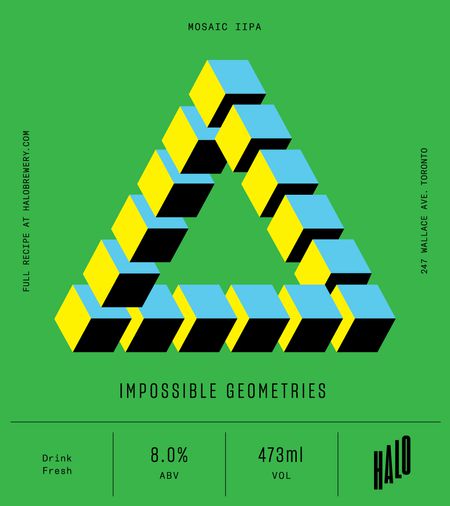 MOSAIC IIPA
FULL RECIPE AT HALOBREWERY.COM
247 WALLACE AVE. TORONTO
IMPOSSIBLE GEOMETRIES
Drink
Fresh
8.0%
ABV
473ml
VOL
HALO